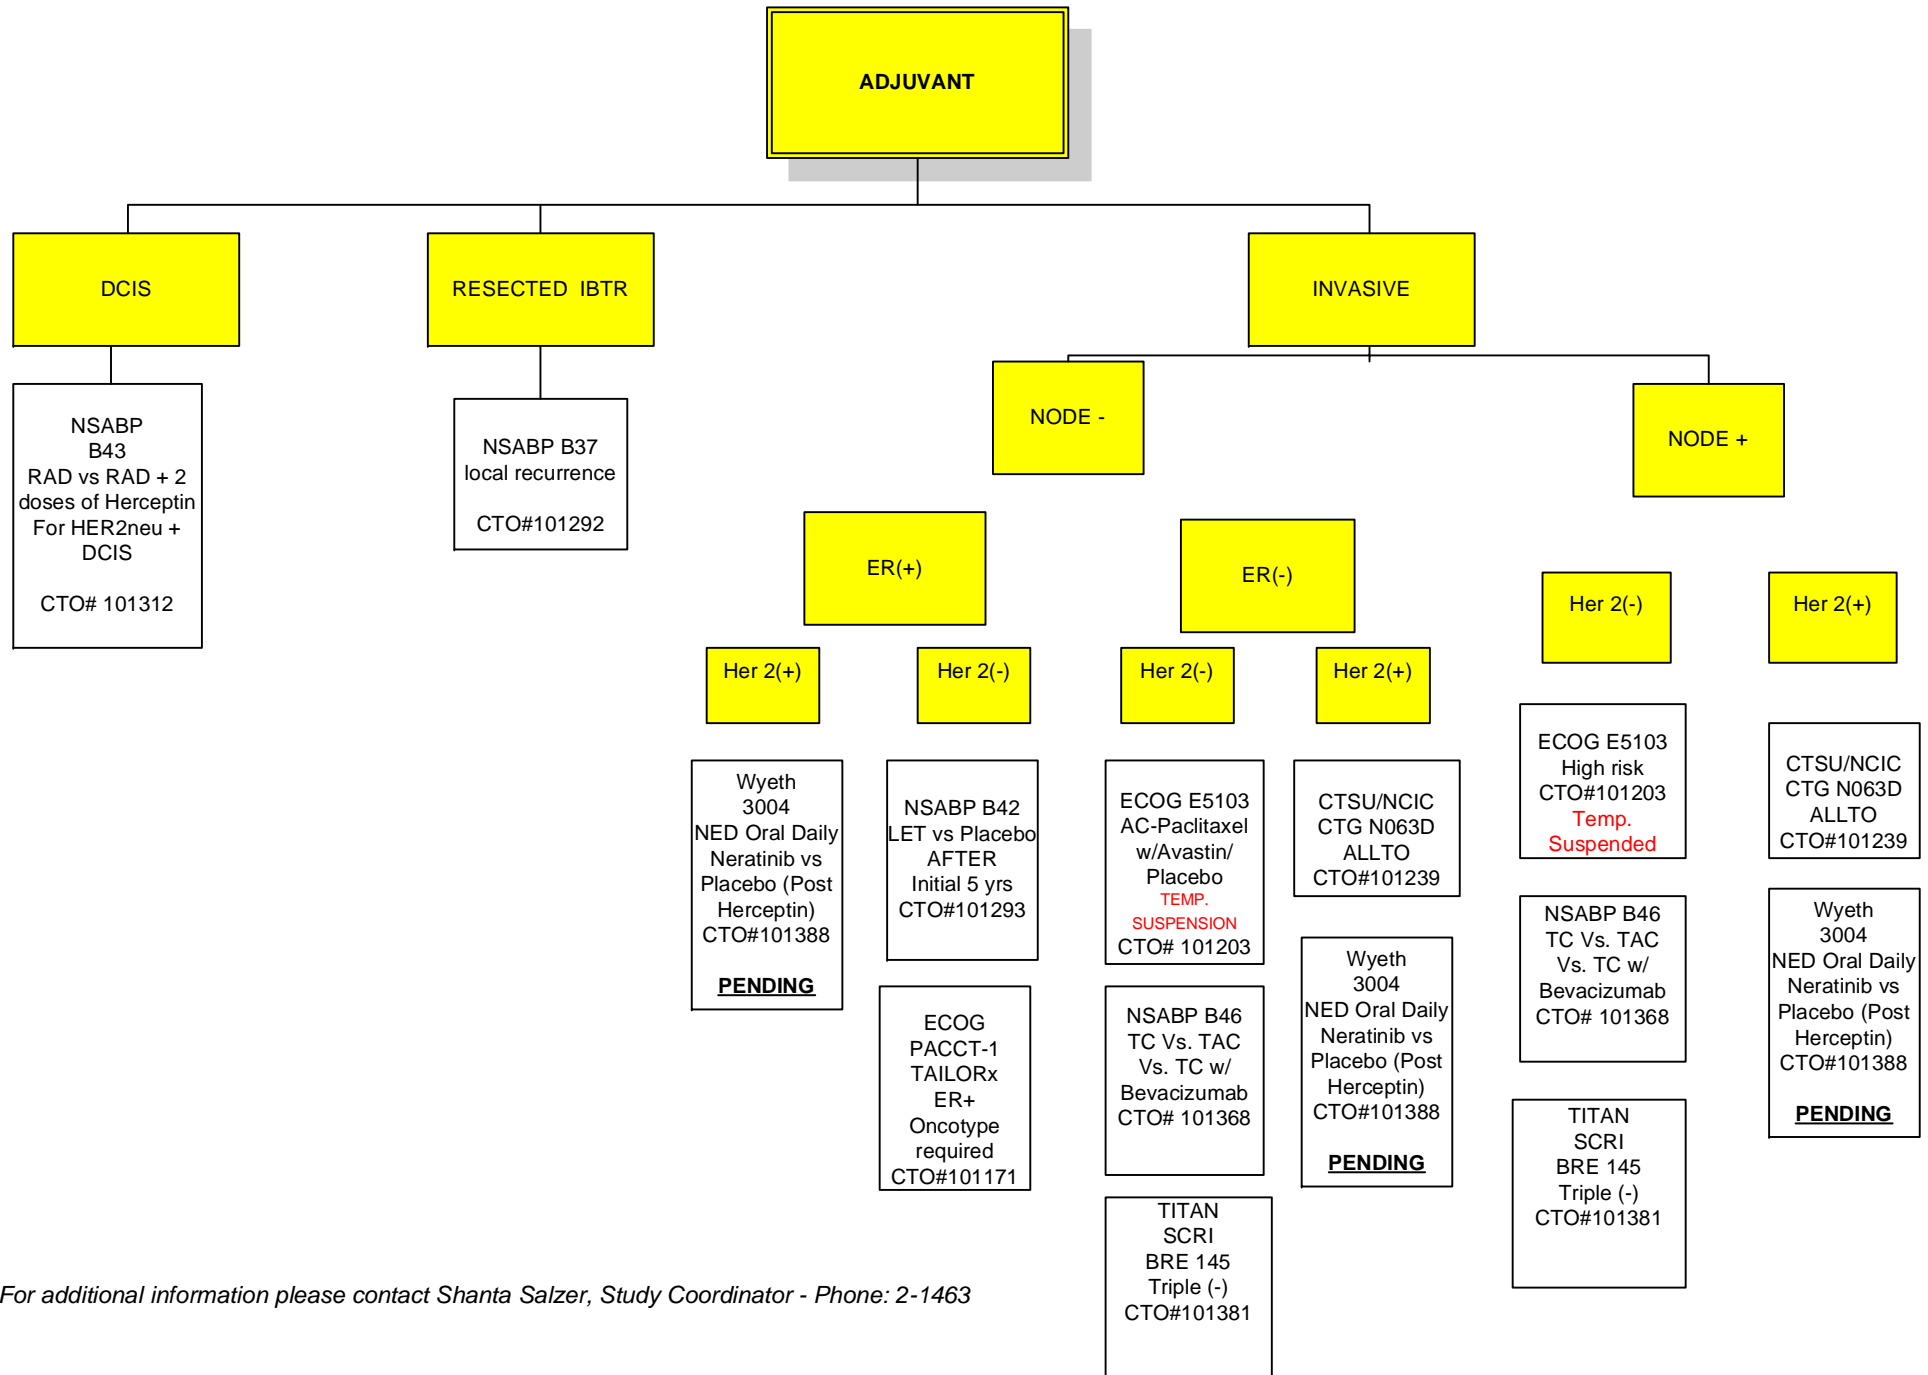 ADJUVANT
DCIS
RESECTED IBTR
INVASIVE
NODE -
NODE +
NSABP
B43
RAD vs RAD + 2
doses of Herceptin
For HER2neu +
DCIS
CTO# 101312
NSABP B37
local recurrence
CTO#101292
ER(+)
ER(-)
Her 2(-)
Her 2(+)
Her 2(+)
Her 2(-)
Her 2(-)
Her 2(+)
Wyeth
3004
NED Oral Daily
Neratinib vs
Placebo (Post
Herceptin)
CTO#101388
PENDING
NSABP B42
LET vs Placebo
AFTER
Initial 5 yrs
CTO#101293
ECOG
PACCT-1
TAILORx
ER+
Oncotype
required
CTO#101171
ECOG E5103
AC-Paclitaxel
w/Avastin/
Placebo
TEMP.
SUSPENSION
CTO# 101203
NSABP B46
TC Vs. TAC
Vs. TC w/
Bevacizumab
CTO# 101368
TITAN
SCRI
BRE 145
Triple (-)
CTO#101381
CTSU/NCIC
CTG N063D
ALLTO
CTO#101239
Wyeth
3004
NED Oral Daily
Neratinib vs
Placebo (Post
Herceptin)
CTO#101388
PENDING
ECOG E5103
High risk
CTO#101203
Temp.
Suspended
NSABP B46
TC Vs. TAC
Vs. TC w/
Bevacizumab
CTO# 101368
TITAN
SCRI
BRE 145
Triple (-)
CTO#101381
CTSU/NCIC
CTG N063D
ALLTO
CTO#101239
Wyeth
3004
NED Oral Daily
Neratinib vs
Placebo (Post
Herceptin)
CTO#101388
PENDING
For additional information please contact Shanta Salzer, Study Coordinator - Phone: 2-1463